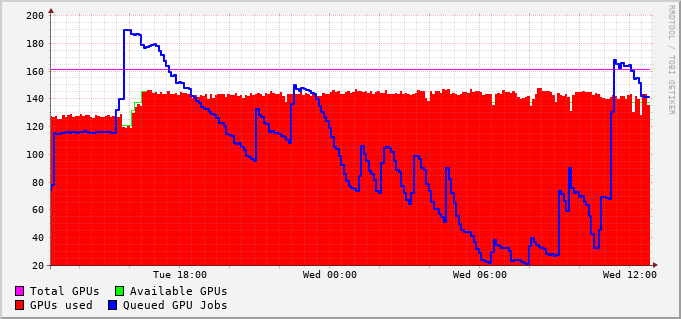 200
180
160
140
120
100
80
60
40
20
Tue 18:00 Wed 00:00 Wed 06:00 Wed 12:00
Total GPUs Available GPUs
GPUs used Queued GPU Jobs
RRDTOOL / TOBI OETIKER